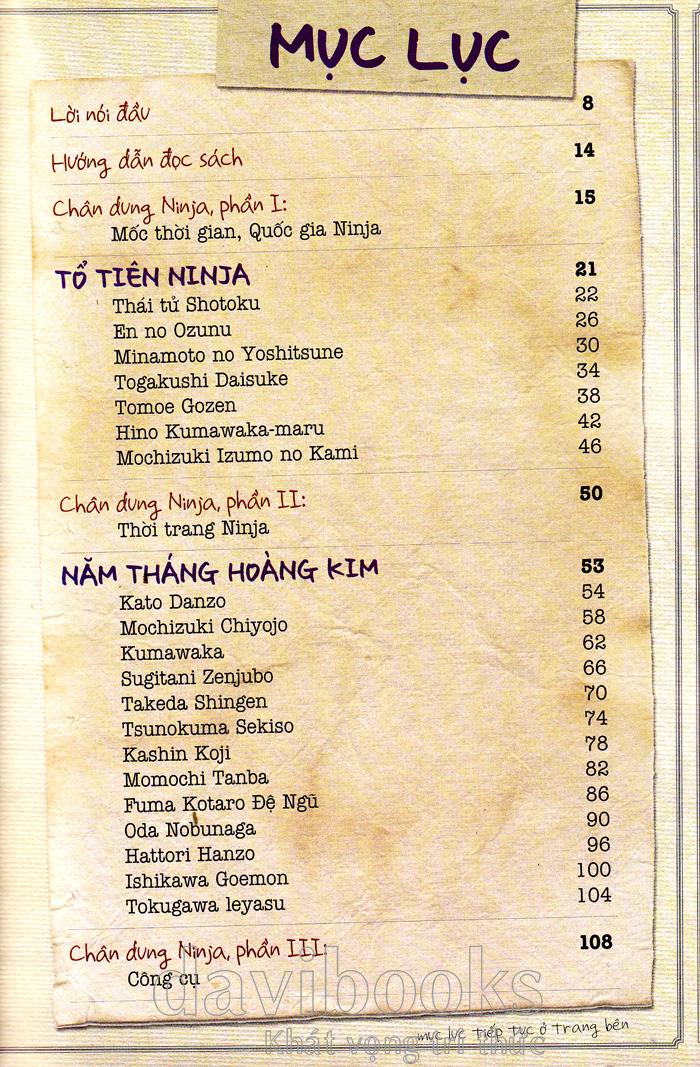 MỤC LỤC
Lời nói đầu 8
Hướng dẫn đọc sách 14
Chân dung Ninja, phần I: 15
Mốc thời gian, Quốc gia Ninja
TỔ TIÊN NINJA 21
Thái tử Shotoku 22
En no Ozunu 26
Minamoto no Yoshitsune 30
Togakushi Daisuke 34
Tomoe Gozen 38
Hino Kumawaka-maru 42
Mochizuki Izumo no Kami 46
Chân dung Ninja, phần II: 50
Thời trang Ninja
NĂM THÁNG HOÀNG KIM 53
Kato Danzo 54
Mochizuki Chiyojo 58
Kumawaka 62
Sugitani Zenjubo 66
Takeda Shingen 70
Tsunokuma Sekiso 74
Kashin Koji 78
Momochi Tanba 82
Fuma Kotaro Đệ Ngũ 86
Oda Nobunaga 90
Hattori Hanzo 96
Ishikawa Goemon 100
Tokugawa leyasu 104
Chân dung Ninja, phần III: 108
Công cụ
davibooks
mục lục tiếp tục ở trang bên
Khát vọng tri thức